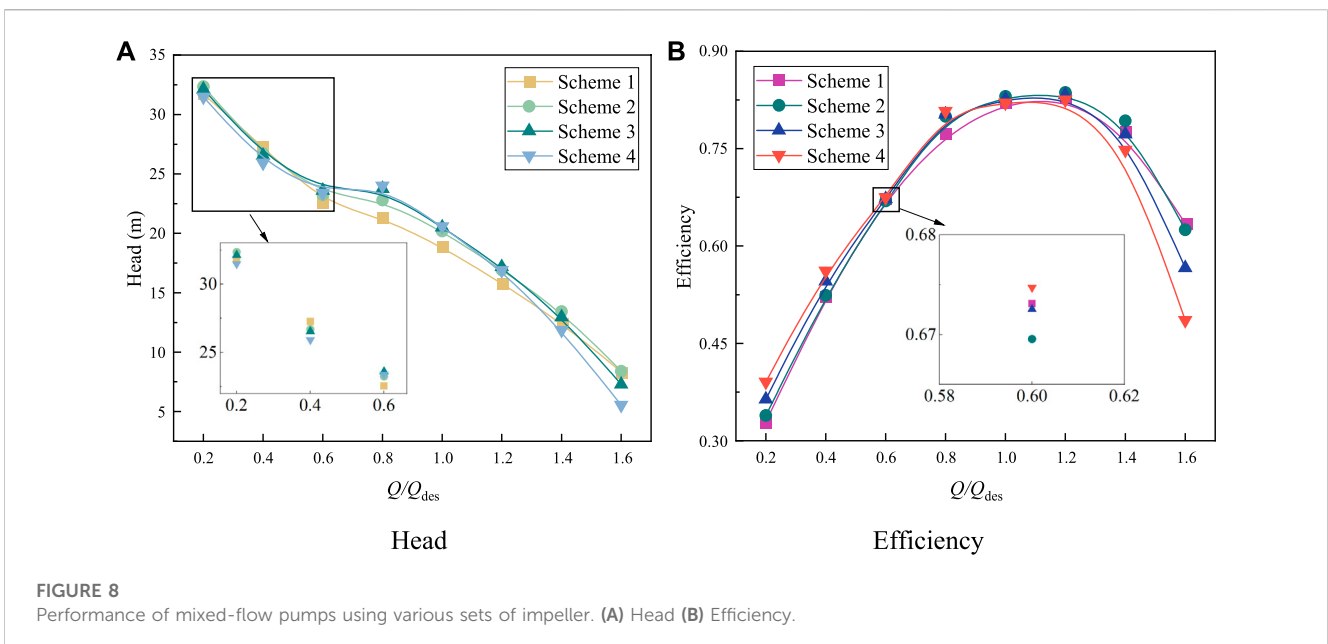 A
35
30
25
20
15
10
5
Head (m)
Scheme 1
Scheme 2
Scheme 3
Scheme 4
30
25
0.2 0.4 0.6
0.2 0.4 0.6 0.8 1.0 1.2 1.4 1.6
Q/Qdes
Head
B
0.90
0.75
0.60
0.45
0.30
Efficiency
Scheme 1
Scheme 2
Scheme 3
Scheme 4
0.68
0.67
0.58 0.60 0.62
0.2 0.4 0.6 0.8 1.0 1.2 1.4 1.6
Q/Qdes
Efficiency
FIGURE 8
Performance of mixed-flow pumps using various sets of impeller. (A) Head (B) Efficiency.